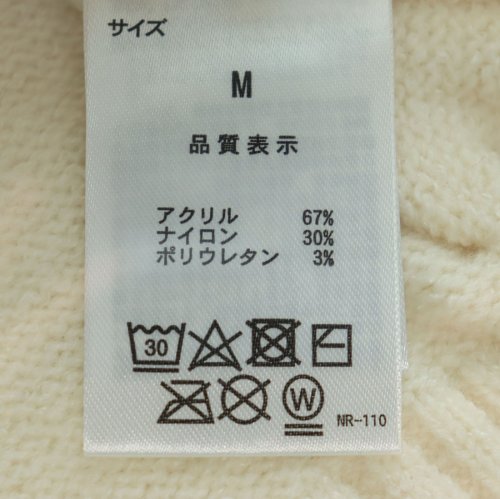 サイズ
M
品質表示
アクリル 67%
ナイロン 30%
ポリウレタン 3%
30
W
NR-110